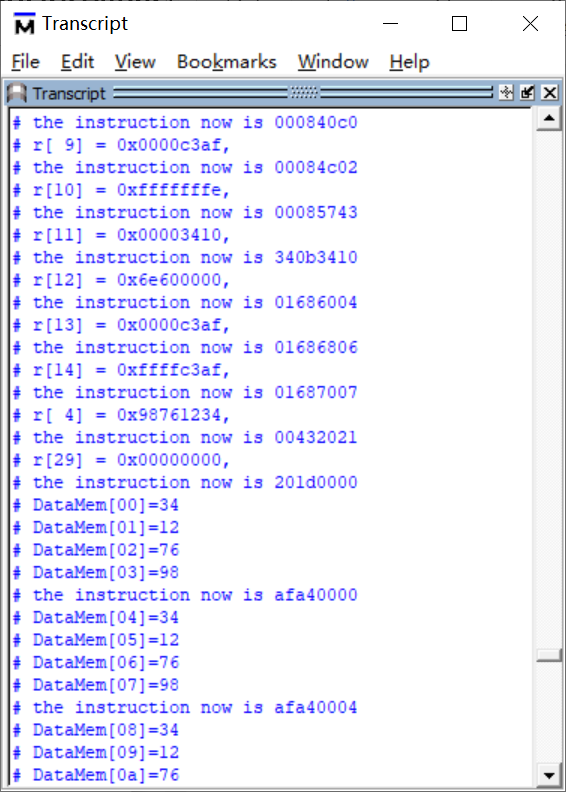 Transcript
File Edit View Bookmarks Window Help
Transcript
# the instruction now is 000840c0
# r[ 9] = 0x0000c3af,
# the instruction now is 00084c02
# r[10] = 0xfffffffe,
# the instruction now is 00085743
# r[11] = 0x00003410,
# the instruction now is 340b3410
# r[12] = 0x6e600000,
# the instruction now is 01686004
# r[13] = 0x0000c3af,
# the instruction now is 01686806
# r[14] = 0xffffc3af,
# the instruction now is 01687007
# r[ 4] = 0x98761234,
# the instruction now is 00432021
# r[29] = 0x00000000,
# the instruction now is 201d0000
# DataMem[00]=34
# DataMem[01]=12
# DataMem[02]=76
# DataMem[03]=98
# the instruction now is afa40000
# DataMem[04]=34
# DataMem[05]=12
# DataMem[06]=76
# DataMem[07]=98
# the instruction now is afa40004
# DataMem[08]=34
# DataMem[09]=12
# DataMem[0a]=76